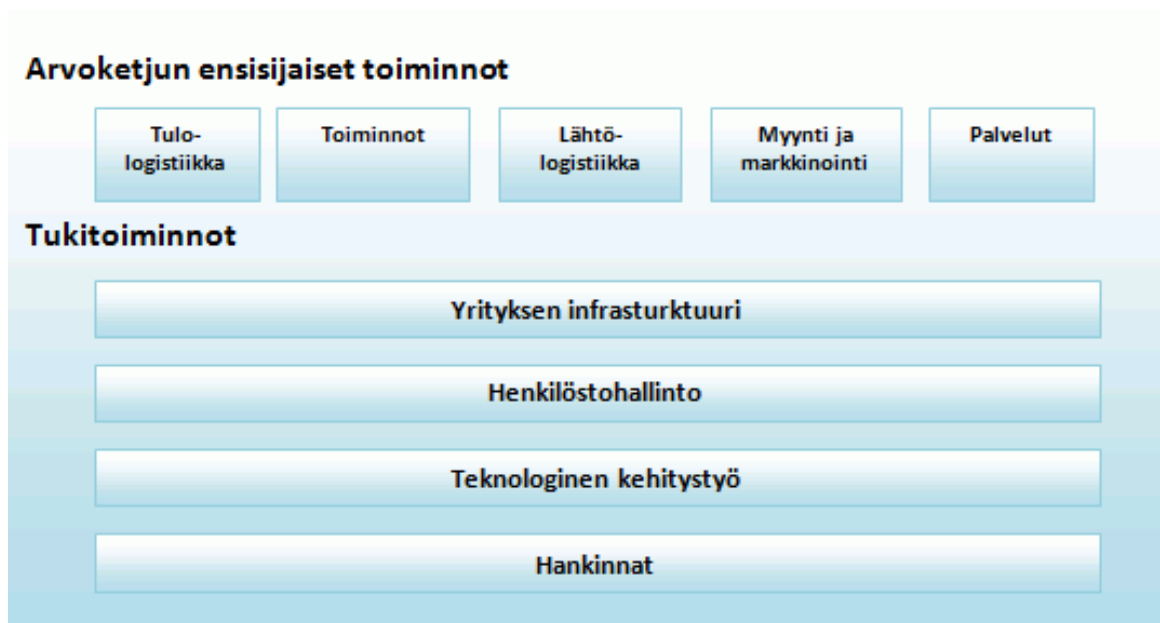 Arvoketjun ensisijaiset toiminnot
Tulo-
logistiikka
Toiminnot
Lähtö-
logistiikka
Myynti ja
markkinointi
Palvelut
Tukitoiminnot
Yrityksen infrasturktuuri
Henkilöstohallinto
Teknologinen kehitystyö
Hankinnat